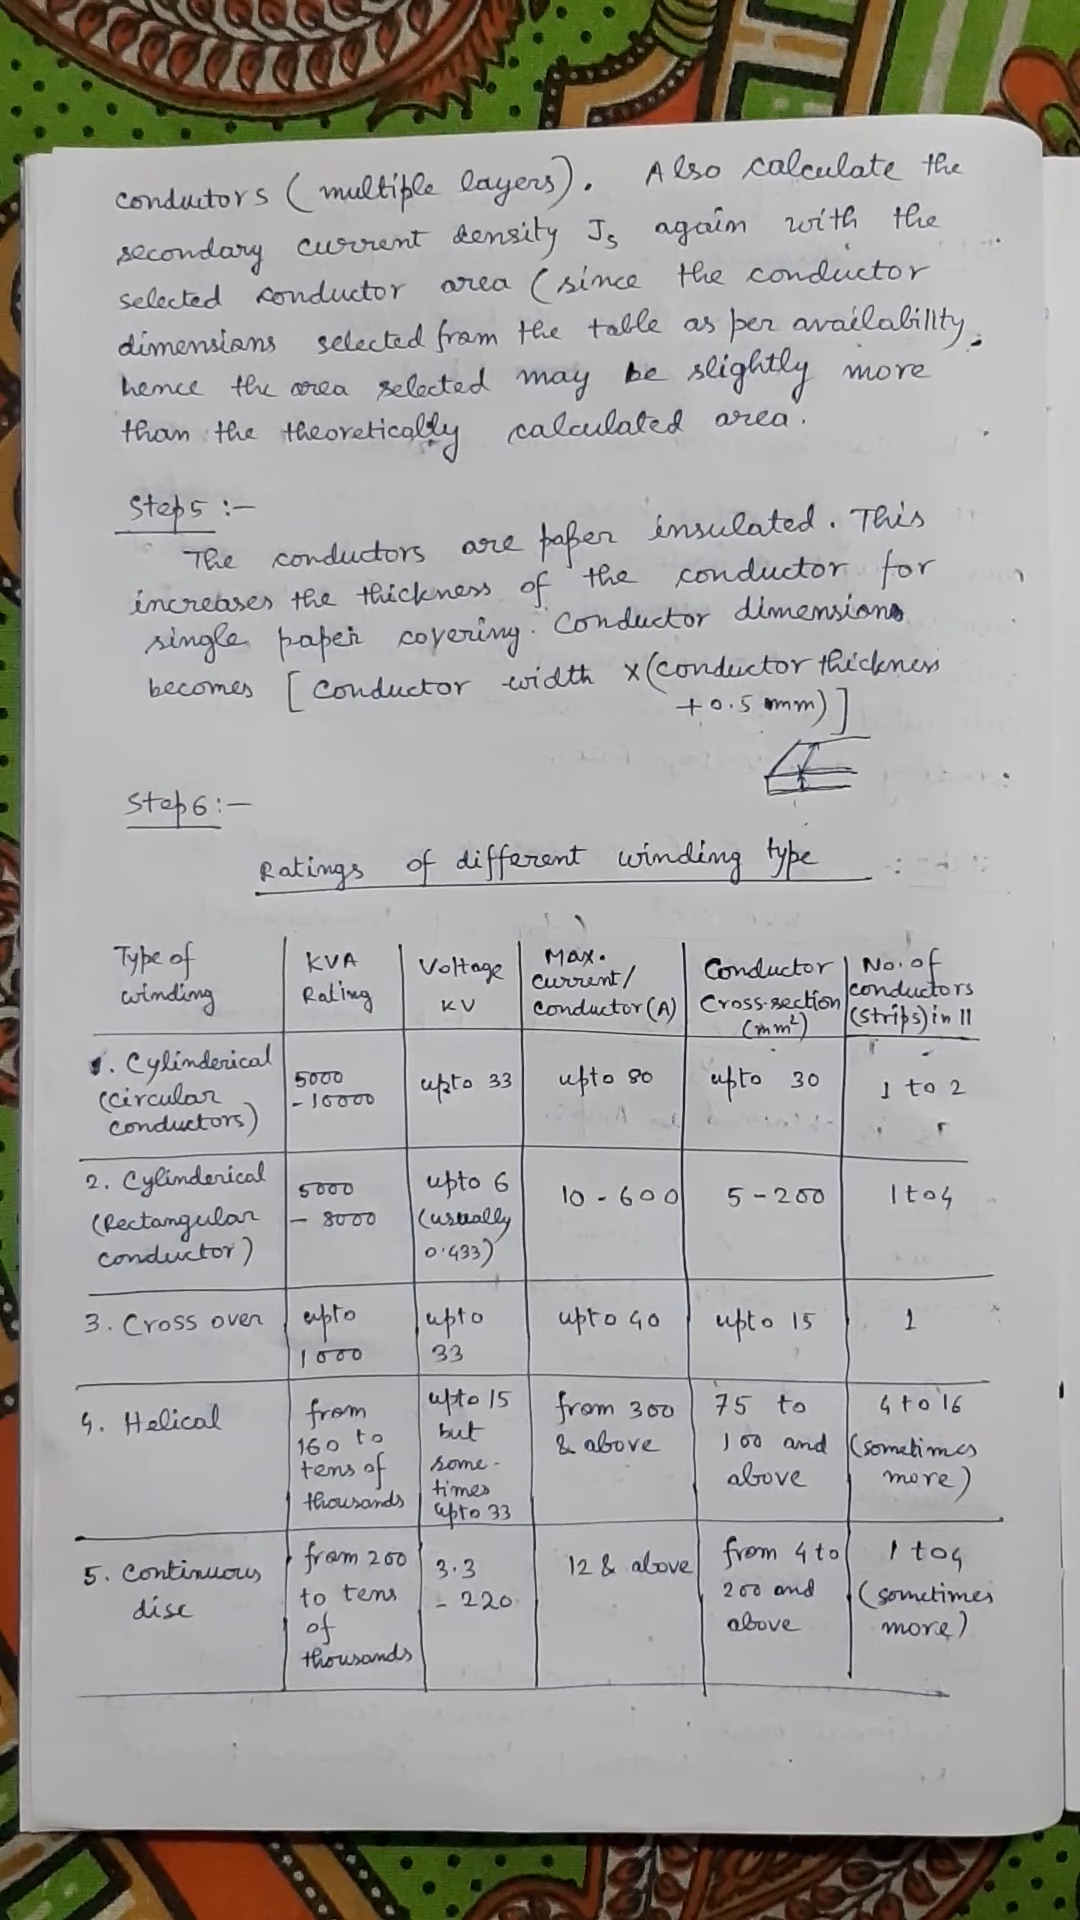 conductors (multiple layers). Also calculate the
secondary current density Js again with the
selected conductor area (since the conductor
dimensions selected from the table as per availability,
hence the area selected may be slightly more
than the theoretically calculated area.
Step5 :-
The conductors are paper insulated. This
increases the thickness of the conductor for
single paper covering. Conductor dimensions
becomes [Conductor width x (conductor thickness
+0.5 mm)]
Step6:-
Ratings of different winding type
Type of winding | KVA Rating | Voltage KV | Max. current/ conductor (A) | Conductor Cross-section (mm²) | No. of conductors (strips) in ||
1. Cylinderical (circular conductors) | 5000 - 10000 | upto 33 | upto 80 | upto 30 | 1 to 2
2. Cylinderical (Rectangular conductor) | 5000 - 8000 | upto 6 (usually 0.433) | 10 - 600 | 5 - 200 | 1 to 4
3. Cross over | upto 1000 | upto 33 | upto 40 | upto 15 | 1
4. Helical | from 160 to tens of thousands | upto 15 but some-times upto 33 | from 300 & above | 75 to 100 and above | 4 to 16 (sometimes more)
5. Continuous disc | from 200 to tens of thousands | 3.3 - 220 | 12 & above | from 4 to 200 and above | 1 to 4 (sometimes more)